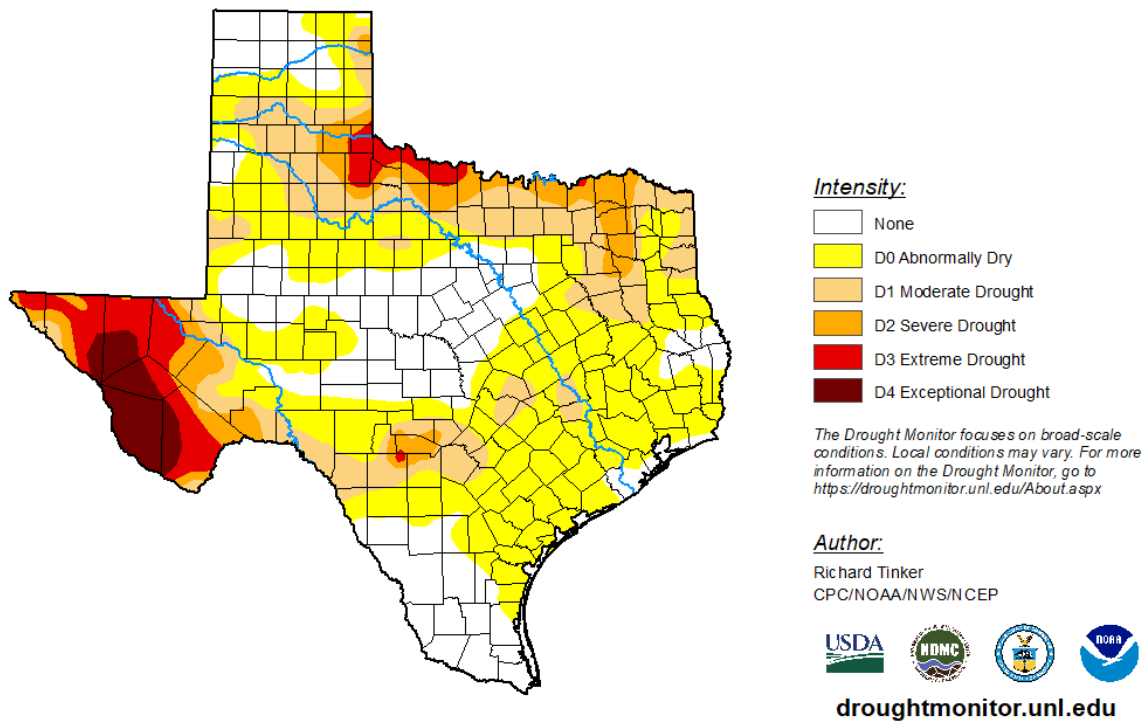 Intensity:
None
D0 Abnormally Dry
D1 Moderate Drought
D2 Severe Drought
D3 Extreme Drought
D4 Exceptional Drought
The Drought Monitor focuses on broad-scale
conditions. Local conditions may vary. For more
information on the Drought Monitor, go to
https://droughtmonitor.unl.edu/About.aspx
Author:
Richard Tinker
CPC/NOAA/NWS/NCEP
USDA
NDMC
NOAA
droughtmonitor.unl.edu